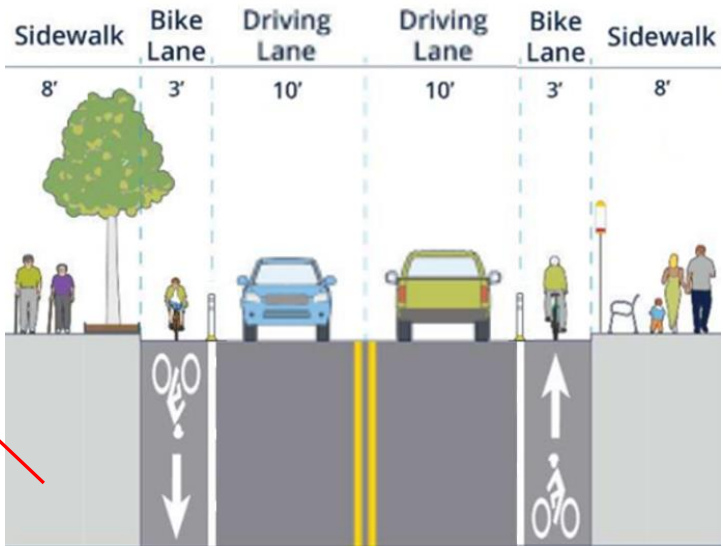 Sidewalk
Bike
Lane
Driving
Lane
Driving
Lane
Bike
Lane
Sidewalk
8' 3' 10' 10' 3' 8'